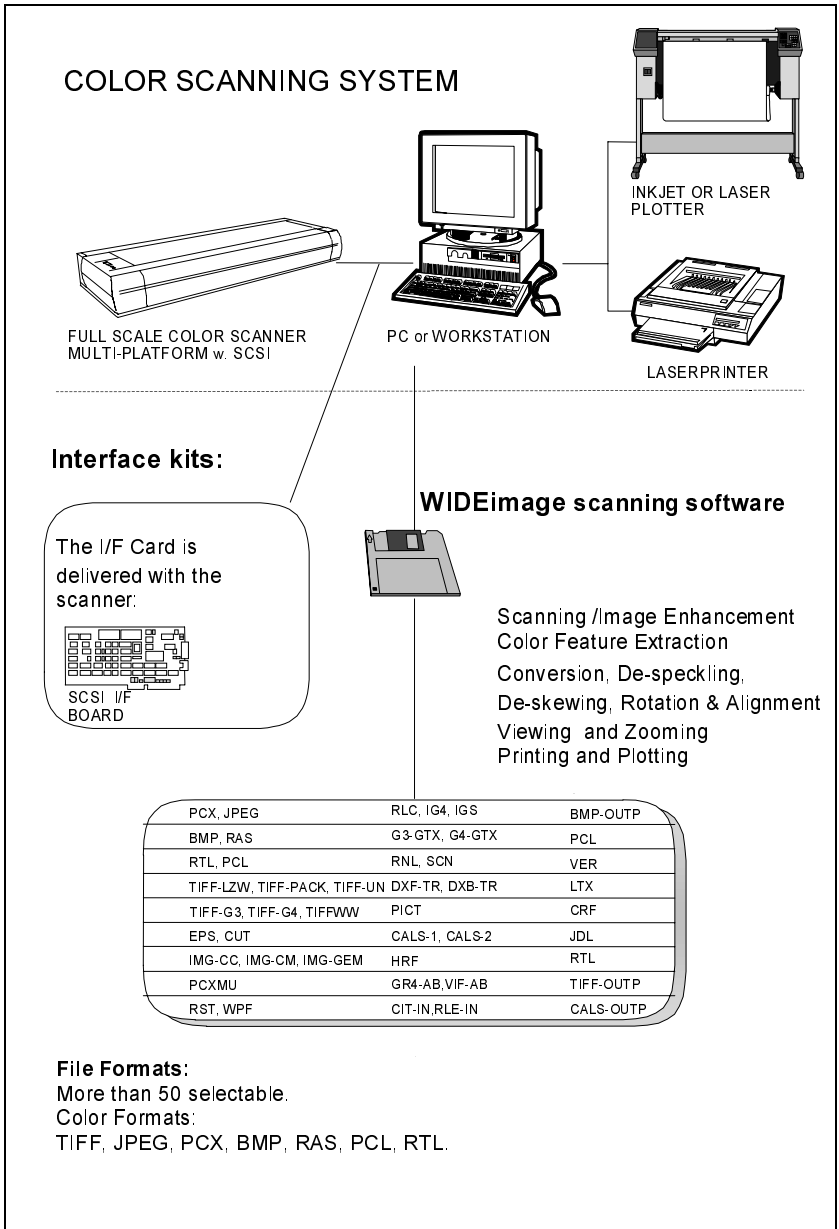 COLOR SCANNING SYSTEM
INKJET OR LASER
PLOTTER
FULL SCALE COLOR SCANNER
MULTI-PLATFORM w. SCSI
PC or WORKSTATION
LASERPRINTER
Interface kits:
WIDEimage scanning software
The I/F Card is
delivered with the
scanner:
SCSI I/F
BOARD
Scanning /Image Enhancement
Color Feature Extraction
Conversion, De-speckling,
De-skewing, Rotation & Alignment
Viewing and Zooming
Printing and Plotting
PCX, JPEG RLC, IG4, IGS BMP-OUTP
BMP, RAS G3-GTX, G4-GTX PCL
RTL, PCL RNL, SCN VER
TIFF-LZW, TIFF-PACK, TIFF-UN DXF-TR, DXB-TR LTX
TIFF-G3, TIFF-G4, TIFFWW PICT CRF
EPS, CUT CALS-1, CALS-2 JDL
IMG-CC, IMG-CM, IMG-GEM HRF RTL
PCXMU GR4-AB,VIF-AB TIFF-OUTP
RST, WPF CIT-IN,RLE-IN CALS-OUTP
File Formats:
More than 50 selectable.
Color Formats:
TIFF, JPEG, PCX, BMP, RAS, PCL, RTL.